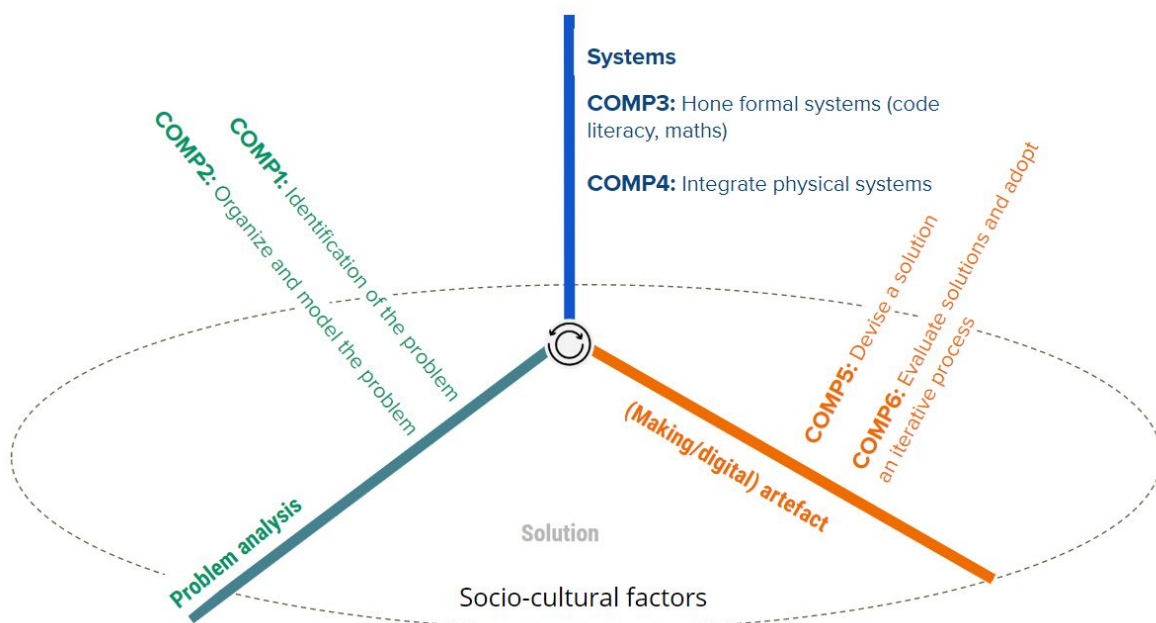 Systems
COMP3: Hone formal systems (code
literacy, maths)
COMP4: Integrate physical systems
COMP1: Identification of the problem
COMP2: Organize and model the problem
Problem analysis
COMP5: Devise a solution
COMP6: Evaluate solutions and adopt
an iterative process
(Making/digital) artefact
Solution
Socio-cultural factors